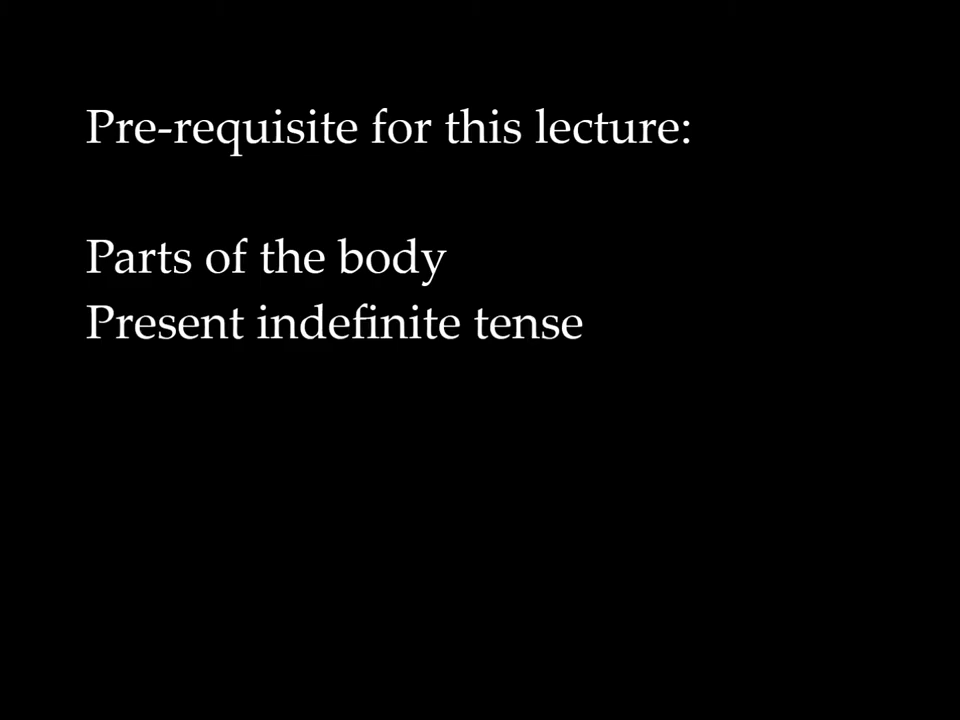 Pre-requisite for this lecture:
Parts of the body
Present indefinite tense